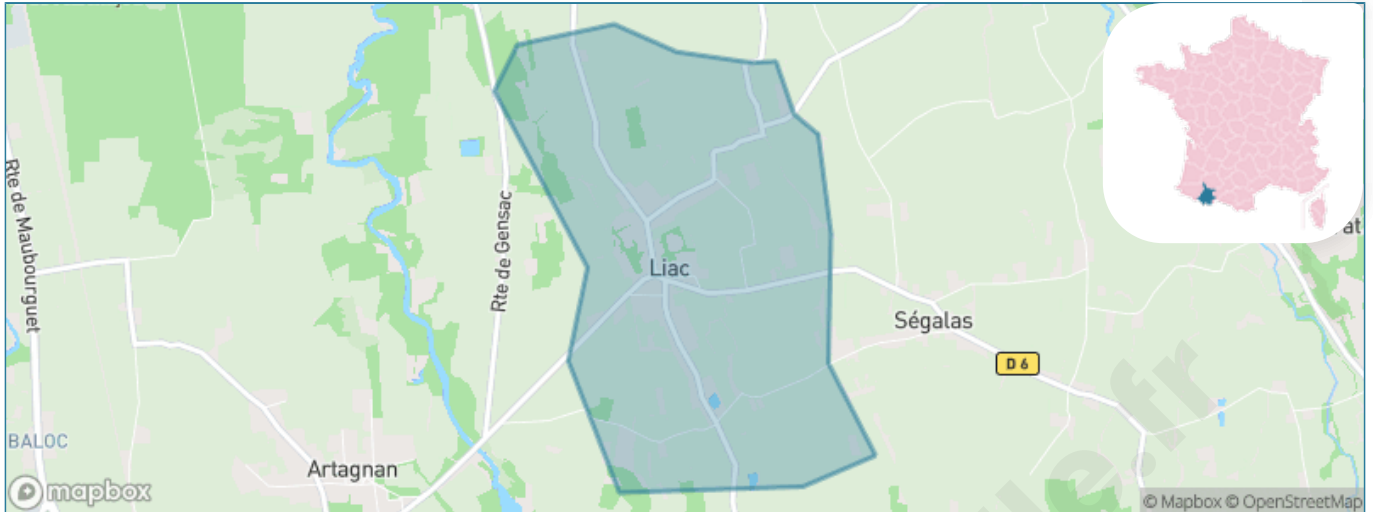 Rte de Maubourguet
Rte de Gensac
Liac
Ségalas
D 6
BALOC
Artagnan
mapbox
© Mapbox © OpenStreetMap